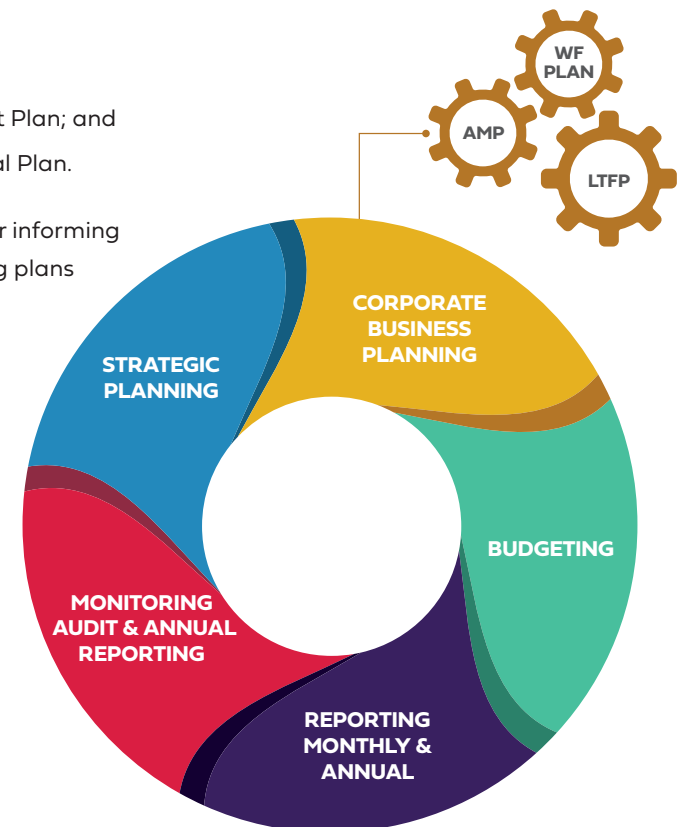 t Plan; and
al Plan.
r informing
g plans
WF
PLAN
AMP
LTFP
CORPORATE
BUSINESS
PLANNING
STRATEGIC
PLANNING
BUDGETING
MONITORING
AUDIT & ANNUAL
REPORTING
REPORTING
MONTHLY &
ANNUAL